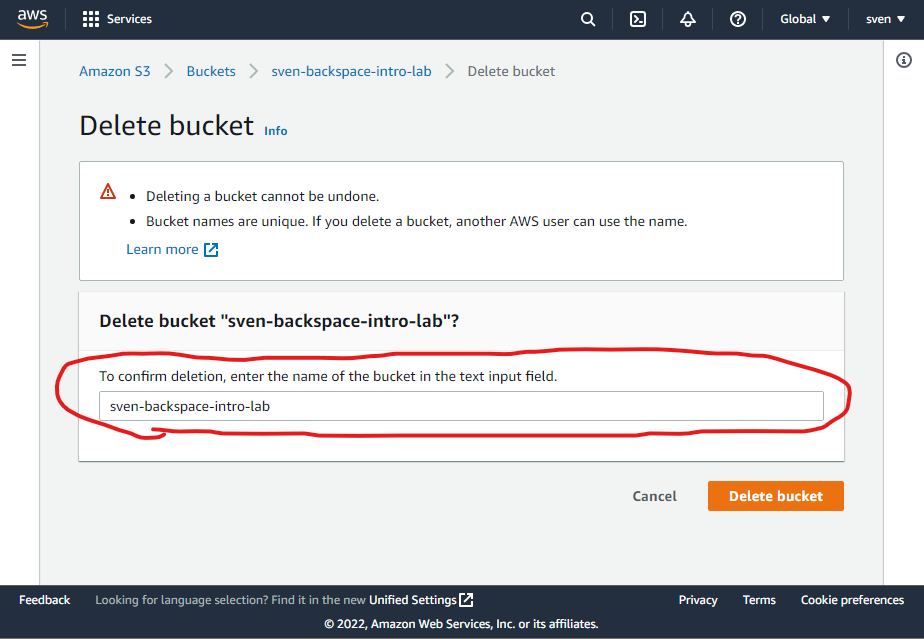 aws
Services
Global
sven
Amazon S3
Buckets
sven-backspace-intro-lab
Delete bucket
Delete bucket Info
Deleting a bucket cannot be undone.
Bucket names are unique. If you delete a bucket, another AWS user can use the name.
Learn more
Delete bucket "sven-backspace-intro-lab"?
To confirm deletion, enter the name of the bucket in the text input field.
sven-backspace-intro-lab
Cancel
Delete bucket
Feedback
Looking for language selection? Find it in the new Unified Settings
Privacy
Terms
Cookie preferences
© 2022, Amazon Web Services, Inc. or its affiliates.